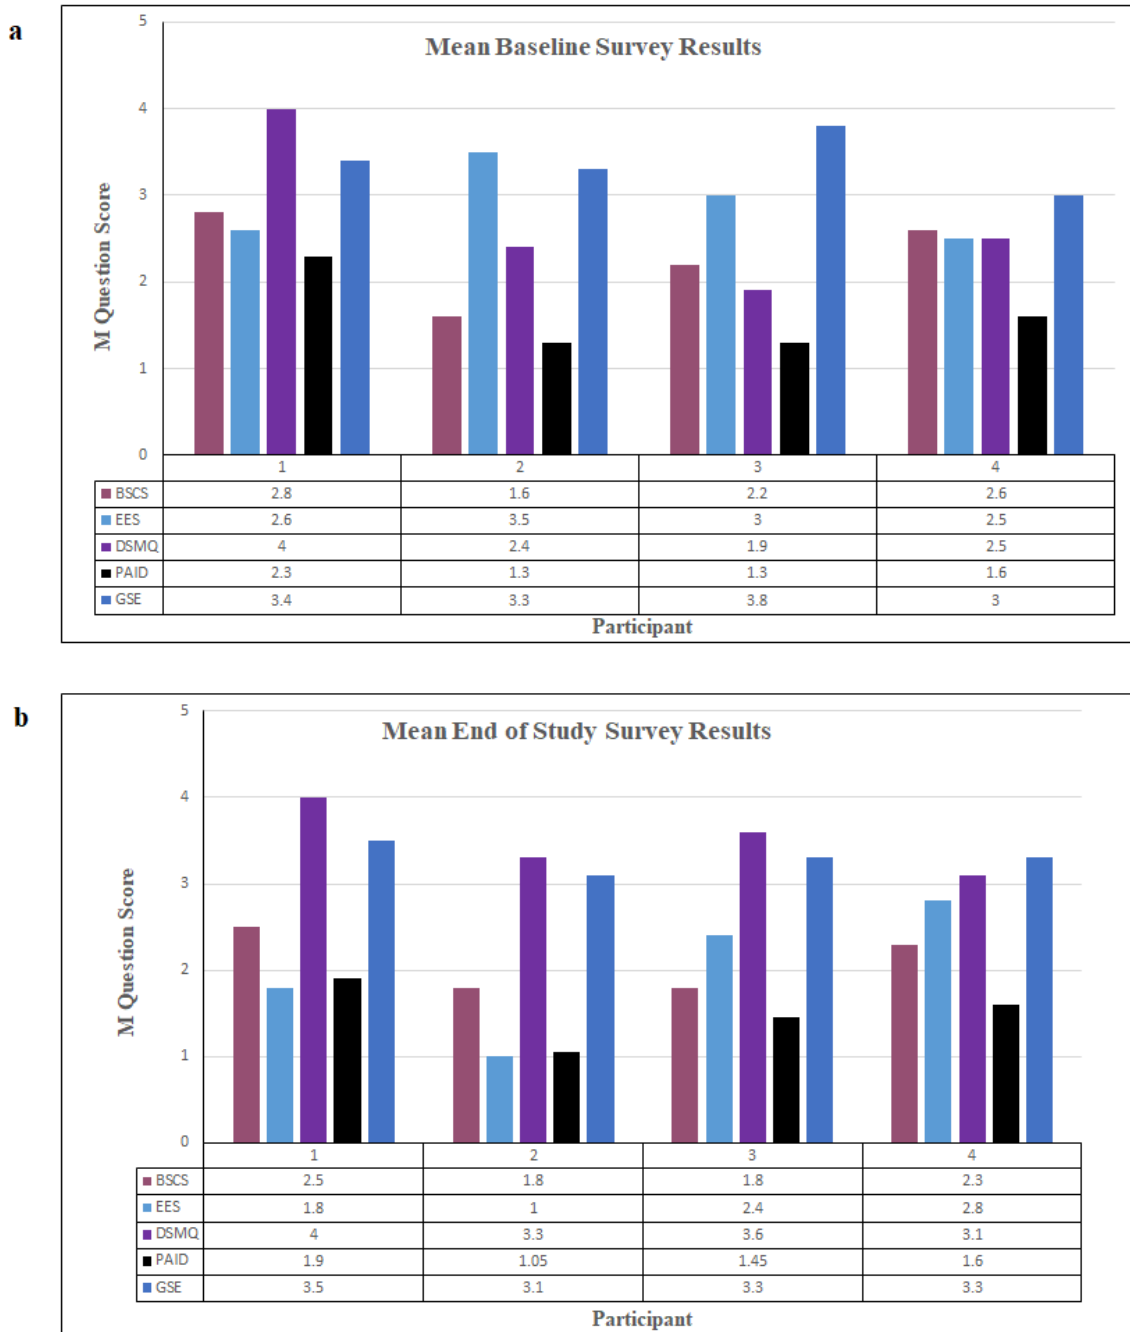 a
Mean Baseline Survey Results
M Question Score
5
4
3
2
1
0
1 2 3 4
BSCS 2.8 1.6 2.2 2.6
EES 2.6 3.5 3 2.5
DSMQ 4 2.4 1.9 2.5
PAID 2.3 1.3 1.3 1.6
GSE 3.4 3.3 3.8 3
Participant
b
Mean End of Study Survey Results
M Question Score
5
4
3
2
1
0
1 2 3 4
BSCS 2.5 1.8 1.8 2.3
EES 1.8 1 2.4 2.8
DSMQ 4 3.3 3.6 3.1
PAID 1.9 1.05 1.45 1.6
GSE 3.5 3.1 3.3 3.3
Participant